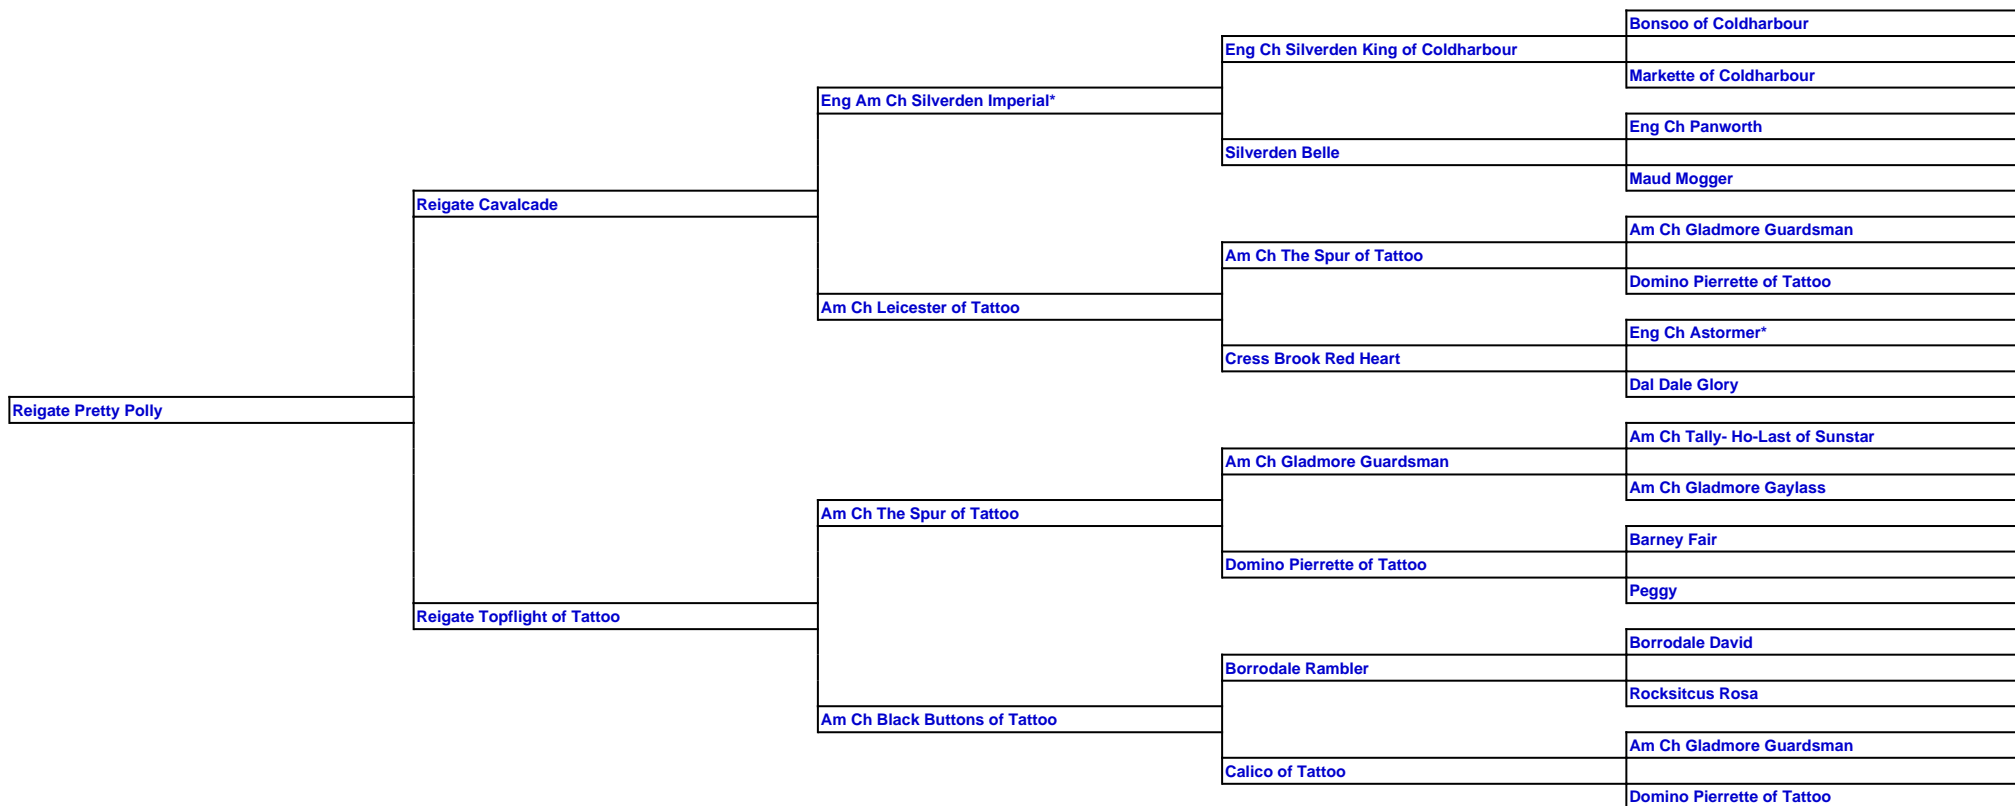 Bonsoo of Coldharbour
Eng Ch Silverden King of Coldharbour
Markette of Coldharbour
Eng Am Ch Silverden Imperial*
Eng Ch Panworth
Silverden Belle
Maud Mogger
Reigate Cavalcade
Am Ch Gladmore Guardsman
Am Ch The Spur of Tattoo
Domino Pierrette of Tattoo
Am Ch Leicester of Tattoo
Eng Ch Astormer*
Cress Brook Red Heart
Dal Dale Glory
Reigate Pretty Polly
Am Ch Tally- Ho-Last of Sunstar
Am Ch Gladmore Guardsman
Am Ch Gladmore Gaylass
Am Ch The Spur of Tattoo
Barney Fair
Domino Pierrette of Tattoo
Peggy
Reigate Topflight of Tattoo
Borrodale David
Borrodale Rambler
Rocksitcus Rosa
Am Ch Black Buttons of Tattoo
Am Ch Gladmore Guardsman
Calico of Tattoo
Domino Pierrette of Tattoo